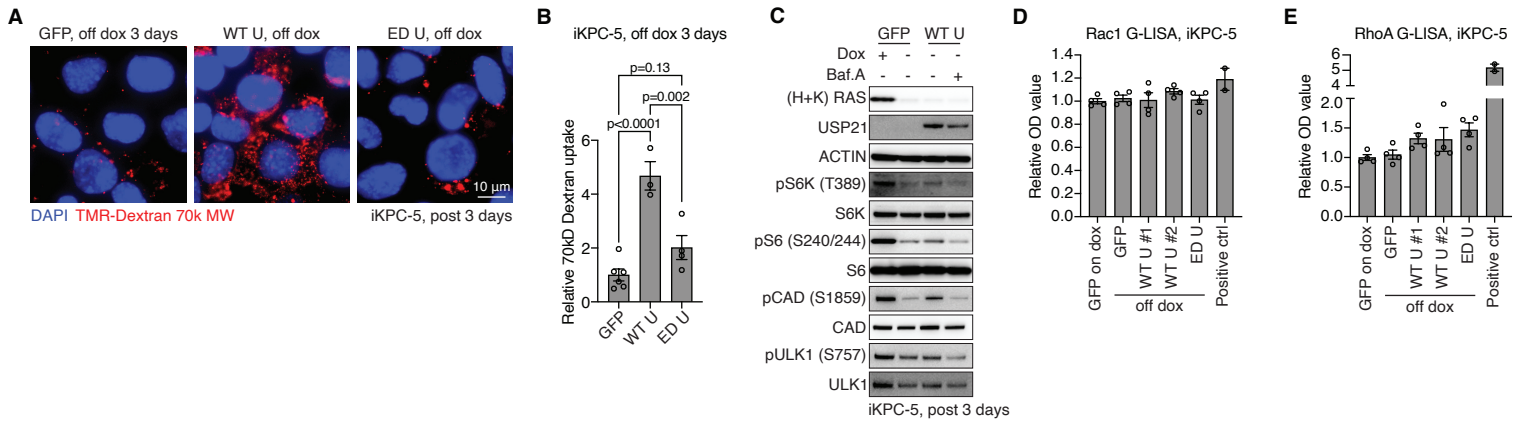 A
GFP, off dox 3 days
WT U, off dox
ED U, off dox
10 μm
DAPI TMR-Dextran 70k MW
iKPC-5, post 3 days
B
iKPC-5, off dox 3 days
p=0.13
p=0.002
p<0.0001
Relative 70kD Dextran uptake
6
4
2
0
GFP
WT U
ED U
C
GFP WT U
Dox + - - -
Baf.A - - - +
(H+K) RAS
USP21
ACTIN
pS6K (T389)
S6K
pS6 (S240/244)
S6
pCAD (S1859)
CAD
pULK1 (S757)
ULK1
iKPC-5, post 3 days
D
Rac1 G-LISA, iKPC-5
Relative OD value
1.4
1.2
1.0
0.8
0.6
0.4
0.2
0
GFP on dox
GFP
WT U #1
WT U #2
ED U
Positive ctrl
off dox
E
RhoA G-LISA, iKPC-5
Relative OD value
6
5
4
2.0
1.5
1.0
0.5
0
GFP on dox
GFP
WT U #1
WT U #2
ED U
Positive ctrl
off dox